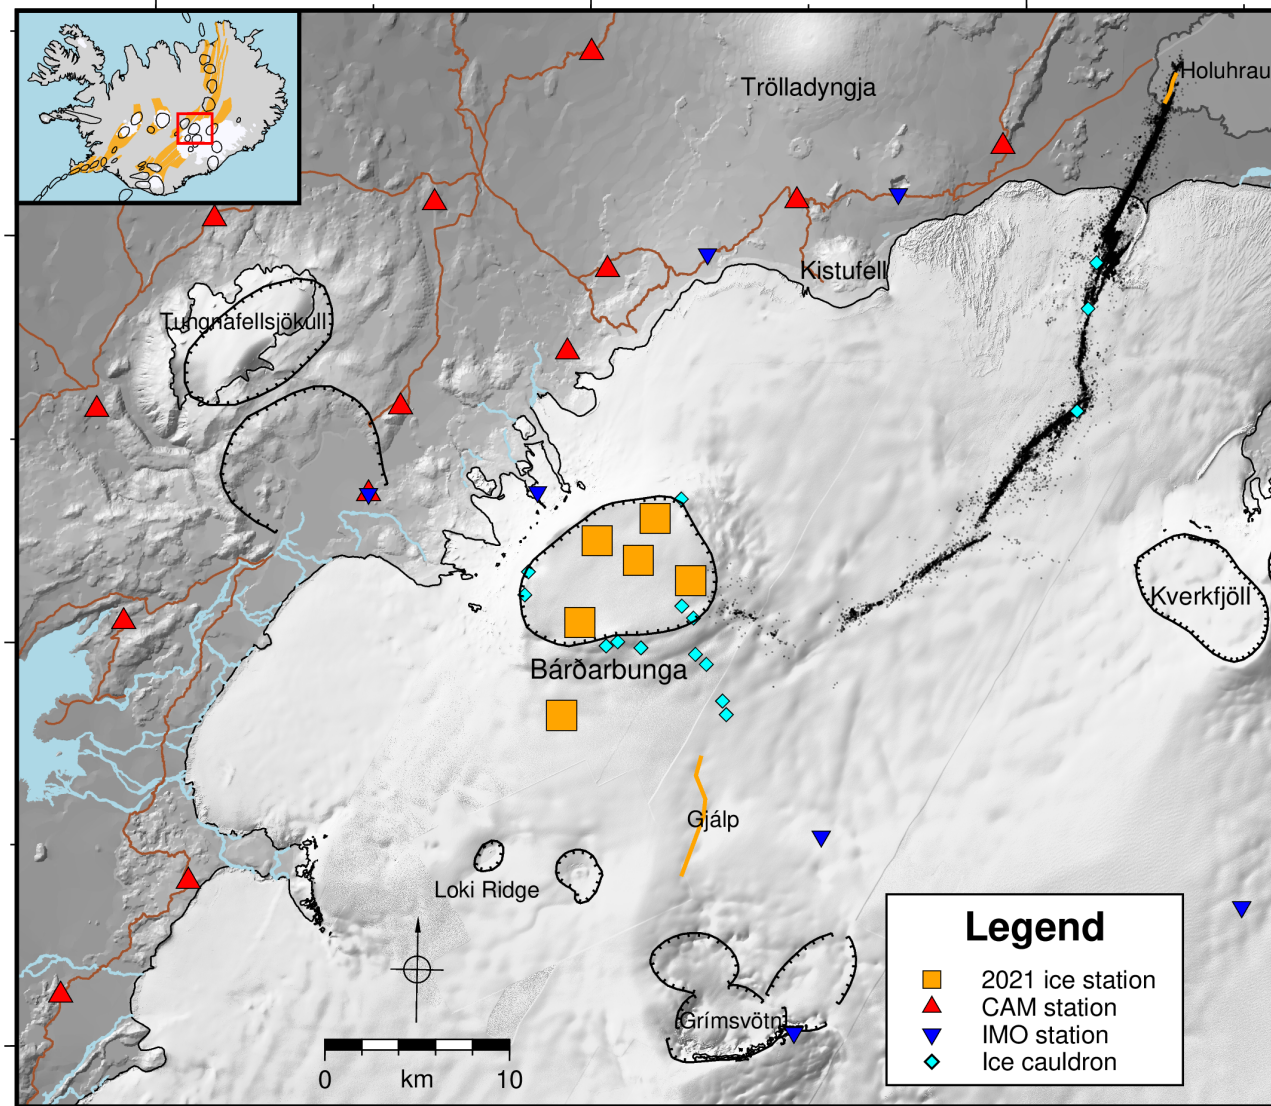 Holuhrau
Trölladyngja
Kistufell
Tungnafellsjökull
Kverkfjöll
Bárðarbunga
Gjálp
Loki Ridge
Grímsvötn
Legend
2021 ice station
CAM station
IMO station
Ice cauldron
0 km 10